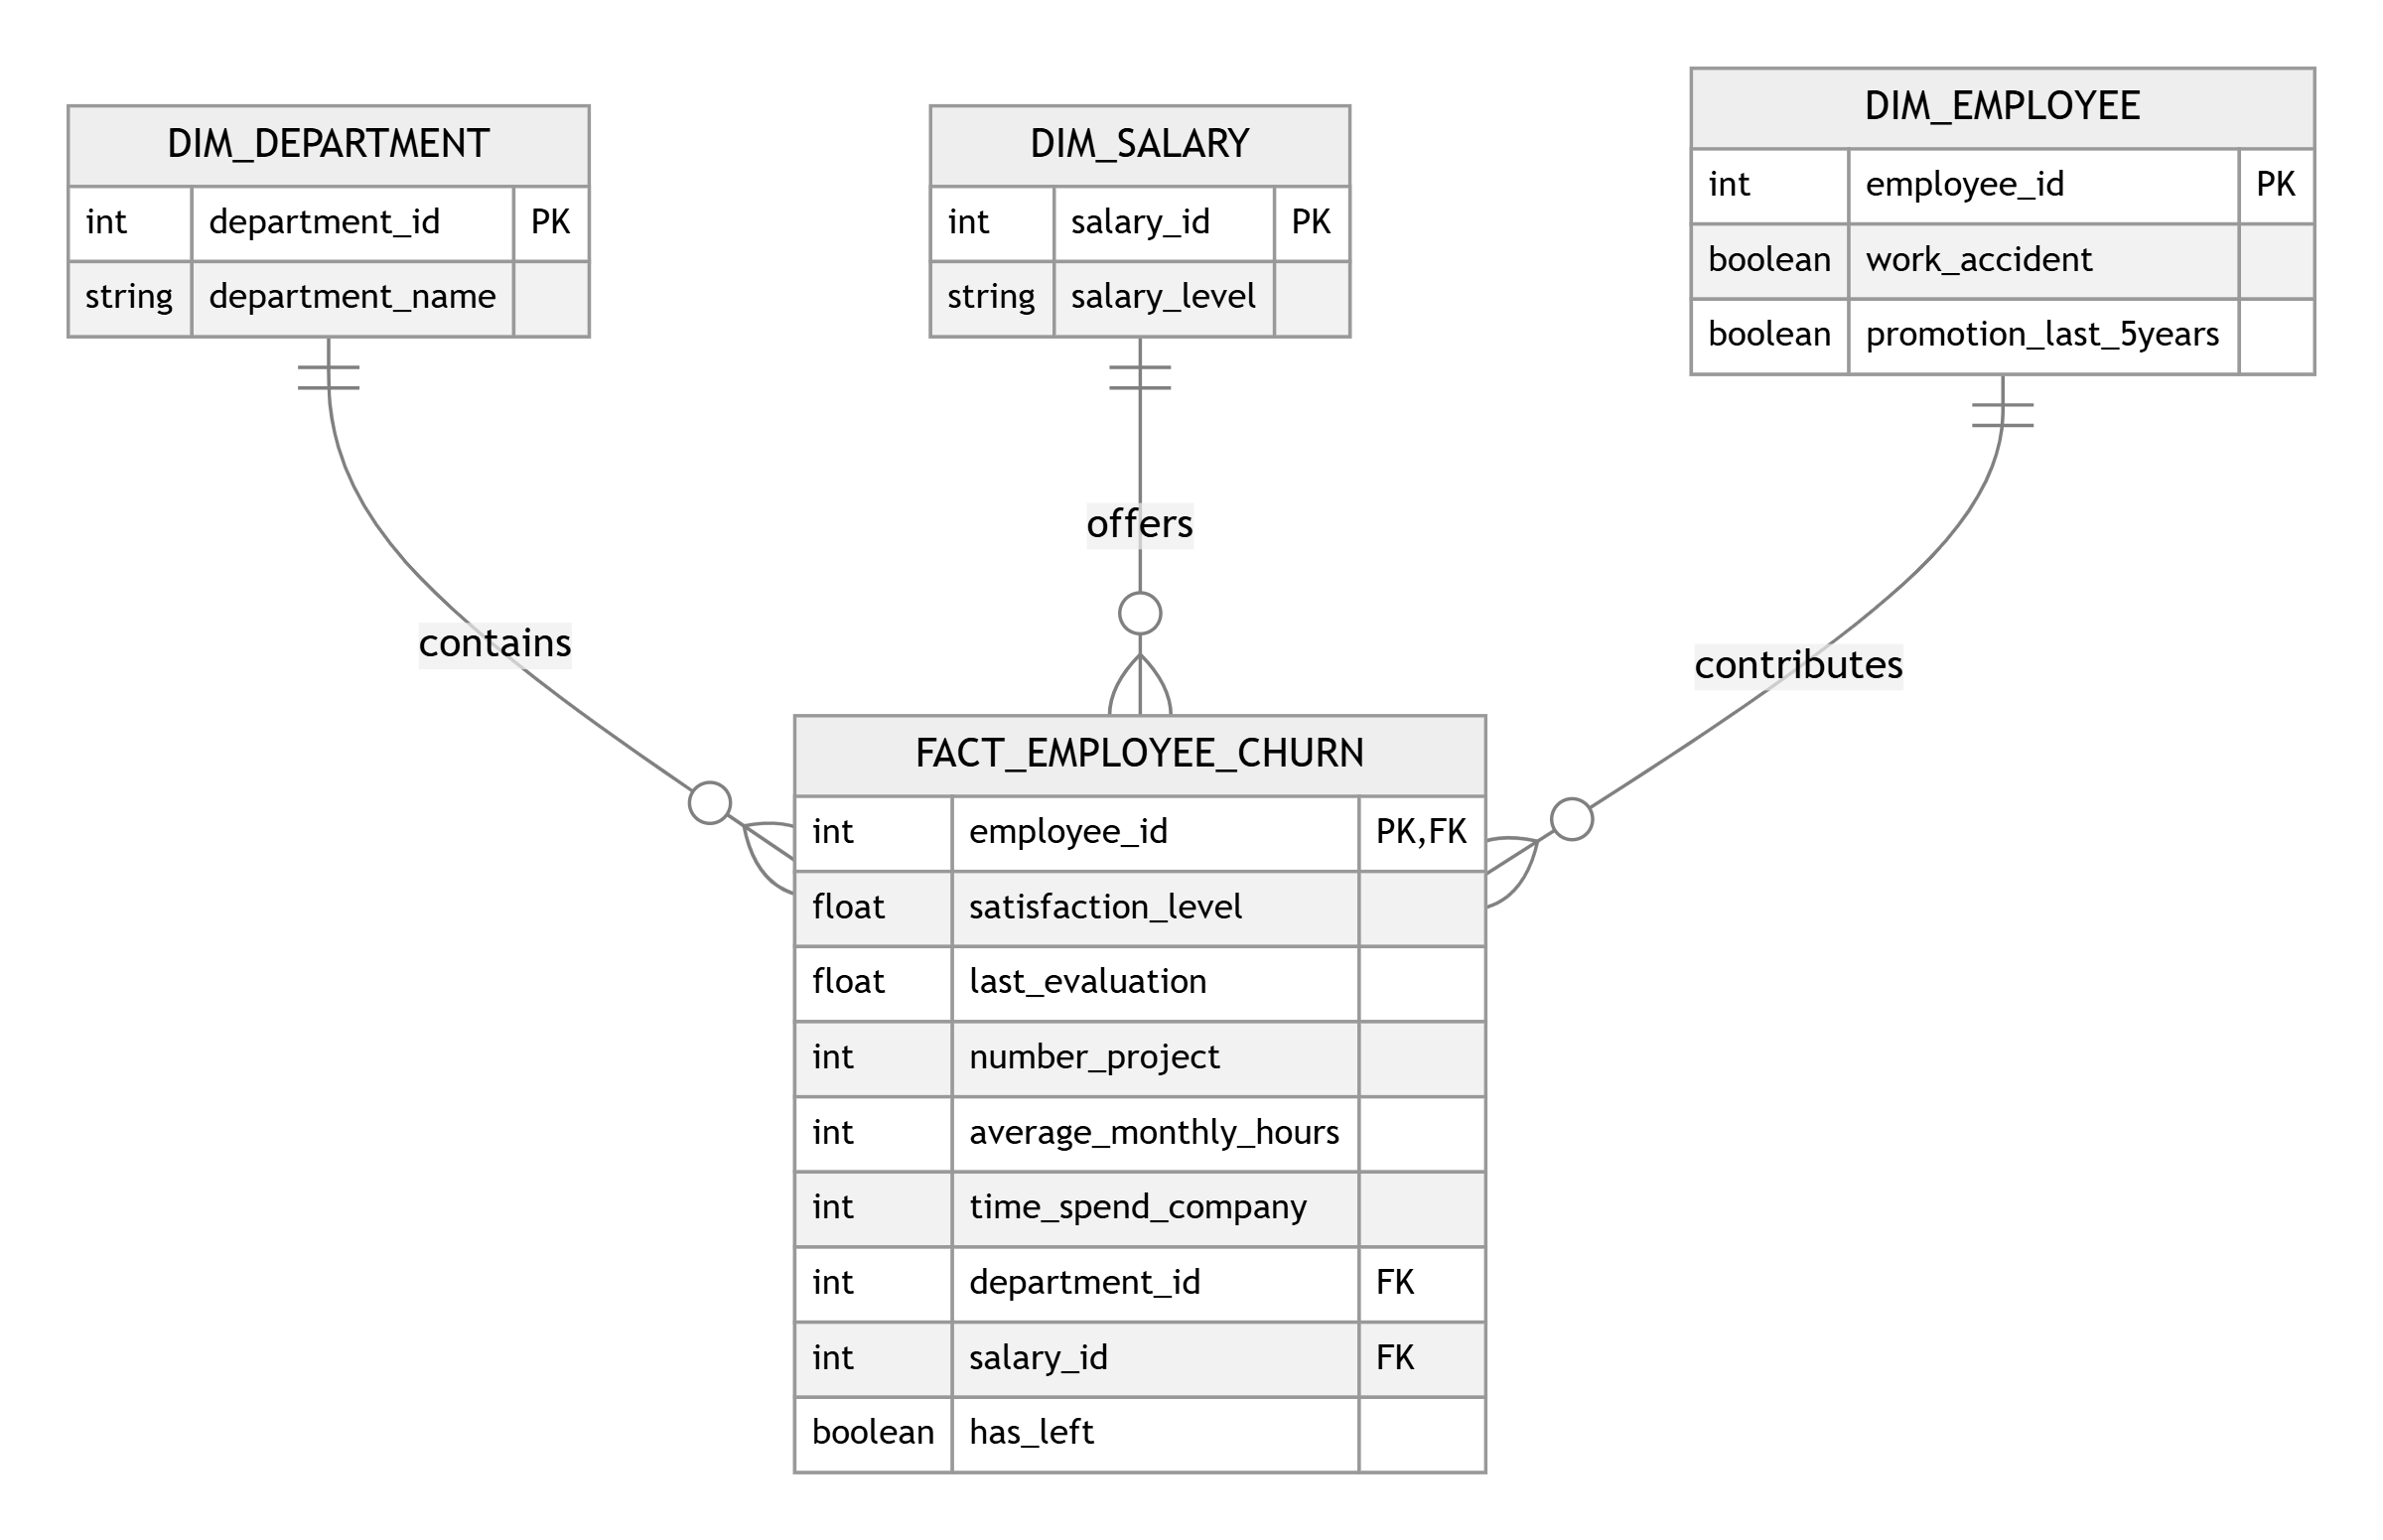 DIM_DEPARTMENT
int department_id PK
string department_name
DIM_SALARY
int salary_id PK
string salary_level
DIM_EMPLOYEE
int employee_id PK
boolean work_accident
boolean promotion_last_5years
contains
offers
contributes
FACT_EMPLOYEE_CHURN
int employee_id PK,FK
float satisfaction_level
float last_evaluation
int number_project
int average_monthly_hours
int time_spend_company
int department_id FK
int salary_id FK
boolean has_left